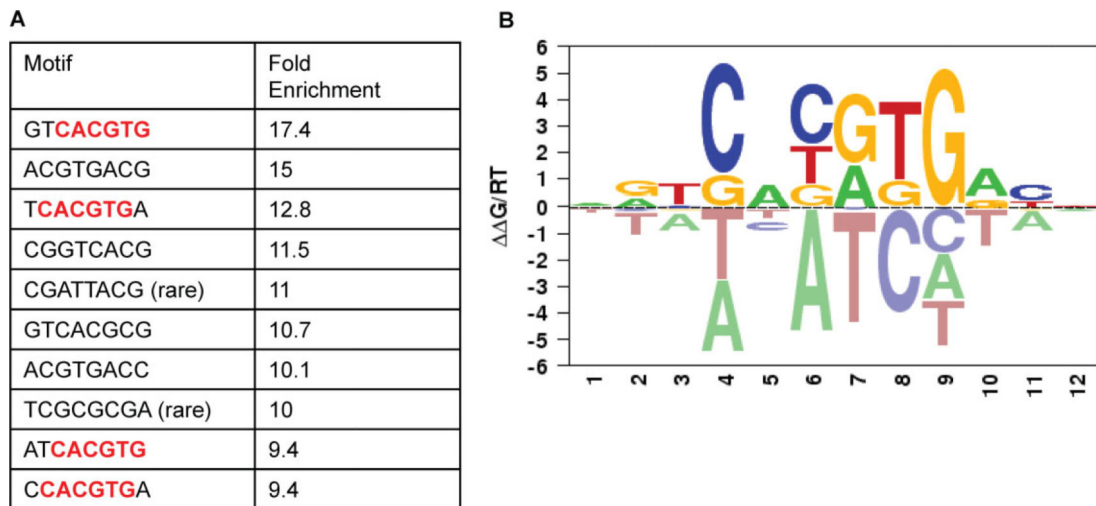 A
Motif Fold
Enrichment
GTCACGTG 17.4
ACGTGACG 15
TCACGTGA 12.8
CGGTCACG 11.5
CGATTACG (rare) 11
GTCACGCG 10.7
ACGTGACC 10.1
TCGCGCGA (rare) 10
ATCACGTG 9.4
CCACGTGA 9.4
B
ΔΔG/RT
6
5
4
3
2
1
0
-1
-2
-3
-4
-5
-6
C C G T G
G T A G A C
G T A G G T
A T A T C C T A
T A A
A T
1 2 3 4 5 6 7 8 9 10 11 12